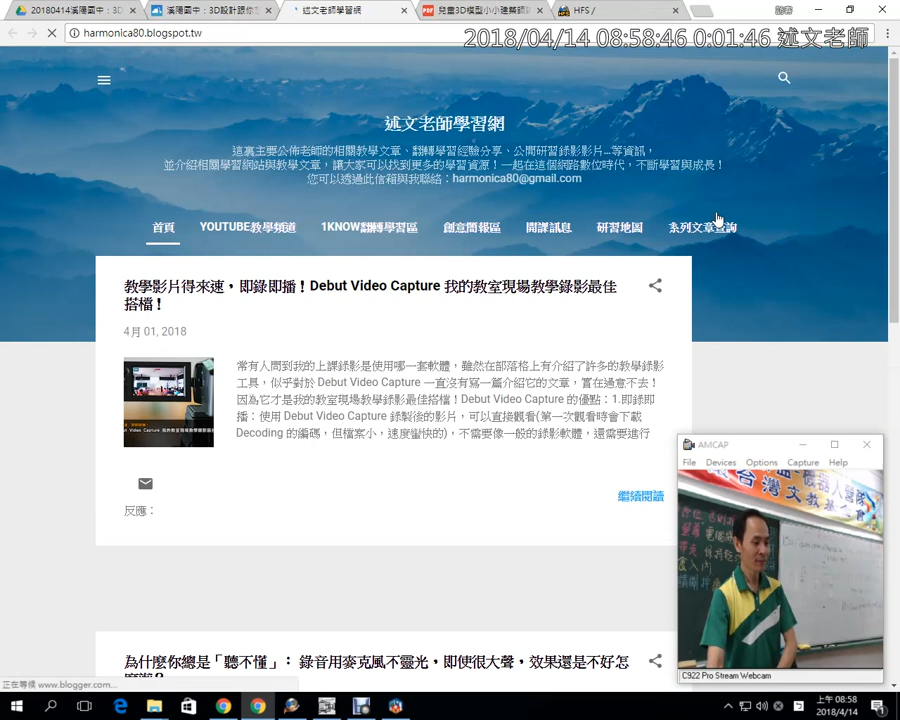 20180414溪陽國中：3D
溪陽國中：3D設計跟你
述文老師學習網
兒童3D模型小小建築師
HFS /
harmonica80.blogspot.tw
2018/04/14 08:58:46 0:01:46 述文老師
述文老師學習網
這裏主要公佈老師的相關教學文章、翻轉學習經驗分享、公開研習錄影影片...等資訊，
並介紹相關學習網站與教學文章，讓大家可以找到更多的學習資源！一起在這個網路數位時代，不斷學習與成長！
您可以透過此信箱與我聯絡：harmonica80@gmail.com
首頁
YOUTUBE教學頻道
1KNOW翻轉學習區
創意簡報區
開課訊息
研習地圖
系列文章查詢
教學影片得來速，即錄即播！Debut Video Capture 我的教室現場教學錄影最佳
搭檔！
4月 01, 2018
常有人問到我的上課錄影是使用哪一套軟體，雖然在部落格上有介紹了許多的教學錄影
工具，似乎對於 Debut Video Capture 一直沒有寫一篇介紹它的文章，實在過意不去！
因為它才是我的教室現場教學錄影最佳搭檔！Debut Video Capture 的優點：1.即錄即
播：使用 Debut Video Capture 錄製後的影片，可以直接觀看(第一次觀看時會下載
Decoding 的編碼，但檔案小，速度蠻快的)，不需要像一般的錄影軟體，還需要進行
繼續閱讀
反應：
為什麼你總是「聽不懂」： 錄音用麥克風不靈光，即使很大聲，效果還是不好怎
正在等候 www.blogger.com...
AMCAP
File Devices Options Capture Help
機器人營隊
台灣文教基
C922 Pro Stream Webcam
上午 08:58
2018/4/14